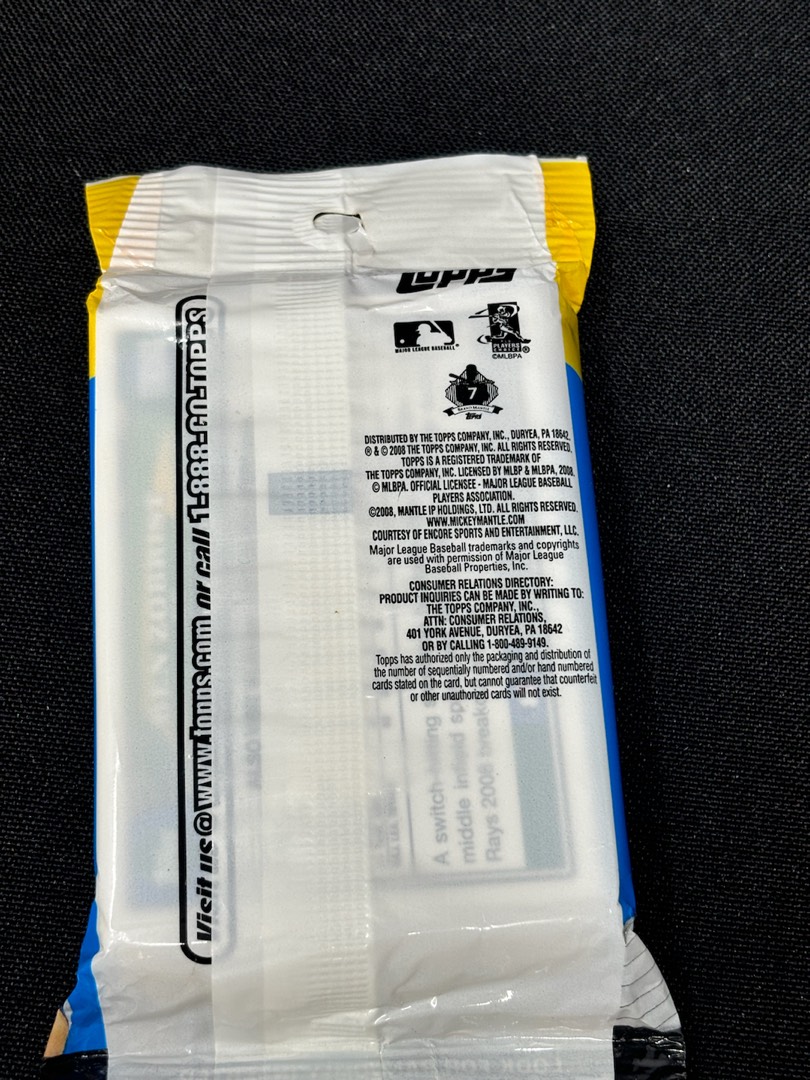 Topps
MAJOR LEAGUE BASEBALL
PLAYERS
CHOICE
©MLBPA
7
MICKEY MANTLE
Topps
DISTRIBUTED BY THE TOPPS COMPANY, INC., DURYEA, PA 18642.
® & © 2008 THE TOPPS COMPANY, INC. ALL RIGHTS RESERVED.
TOPPS IS A REGISTERED TRADEMARK OF
THE TOPPS COMPANY, INC. LICENSED BY MLBP & MLBPA, 2008.
© MLBPA. OFFICIAL LICENSEE - MAJOR LEAGUE BASEBALL
PLAYERS ASSOCIATION.
©2008, MANTLE IP HOLDINGS, LTD. ALL RIGHTS RESERVED.
WWW.MICKEYMANTLE.COM
COURTESY OF ENCORE SPORTS AND ENTERTAINMENT, LLC.
Major League Baseball trademarks and copyrights
are used with permission of Major League
Baseball Properties, Inc.
CONSUMER RELATIONS DIRECTORY:
PRODUCT INQUIRIES CAN BE MADE BY WRITING TO:
THE TOPPS COMPANY, INC.,
ATTN: CONSUMER RELATIONS,
401 YORK AVENUE, DURYEA, PA 18642
OR BY CALLING 1-800-489-9149.
Topps has authorized only the packaging and distribution of
the number of sequentially numbered and/or hand numbered
cards stated on the card, but cannot guarantee that counterfeit
or other unauthorized cards will not exist.
Visit us @ www.topps.com or call 1-888-GO-TOPPS
ALSO
A switch
middle infield
Rays 2008